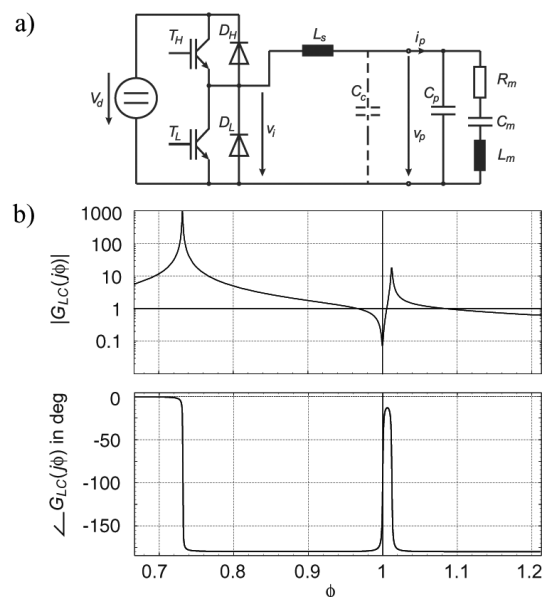 a)
T_H
D_H
L_s
i_p
V_d
C_c
C_p
R_m
T_L
D_L
v_i
v_p
C_m
L_m
b)
|G_LC(jϕ)|
1000
100
10
1
0.1
∠G_LC(jϕ) in deg
0
-50
-100
-150
0.7
0.8
0.9
1
1.1
1.2
ϕ